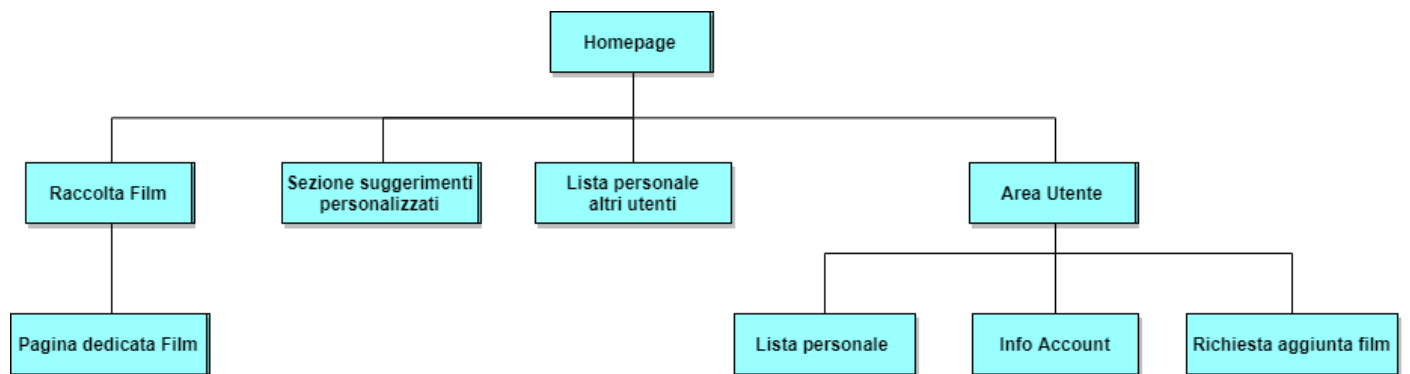 Homepage
Raccolta Film
Sezione suggerimenti
personalizzati
Lista personale
altri utenti
Area Utente
Pagina dedicata Film
Lista personale
Info Account
Richiesta aggiunta film